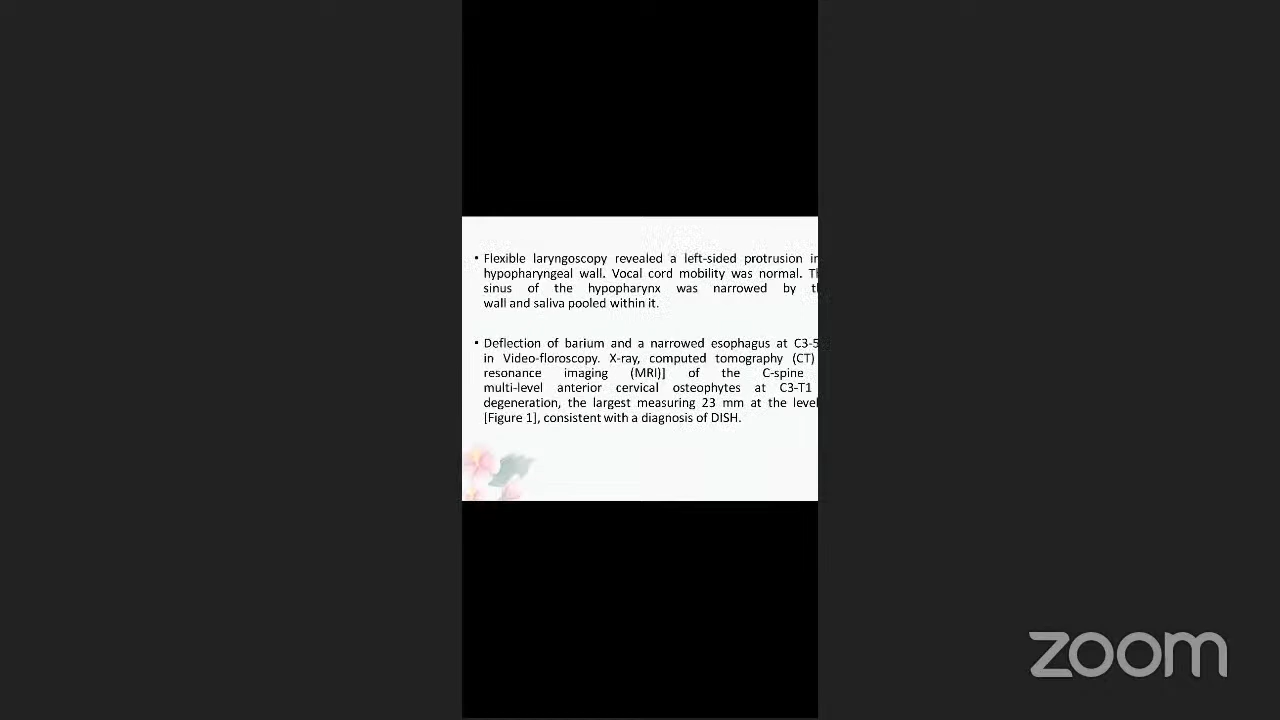 • Flexible laryngoscopy revealed a left-sided protrusion in
hypopharyngeal wall. Vocal cord mobility was normal.
sinus of the hypopharynx was narrowed by
wall and saliva pooled within it.
• Deflection of barium and a narrowed esophagus at C3-5
in Video-floroscopy. X-ray, computed tomography (CT)
resonance imaging (MRI)] of the C-spine
multi-level anterior cervical osteophytes at C3-T1
degeneration, the largest measuring 23 mm at the level
[Figure 1], consistent with a diagnosis of DISH.
zoom